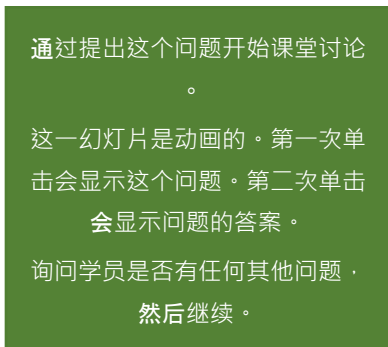 通过提出这个问题开始课堂讨论
。
这一幻灯片是动画的。第一次单
击会显示这个问题。第二次单击
会显示问题的答案。
询问学员是否有任何其他问题，
然后继续。